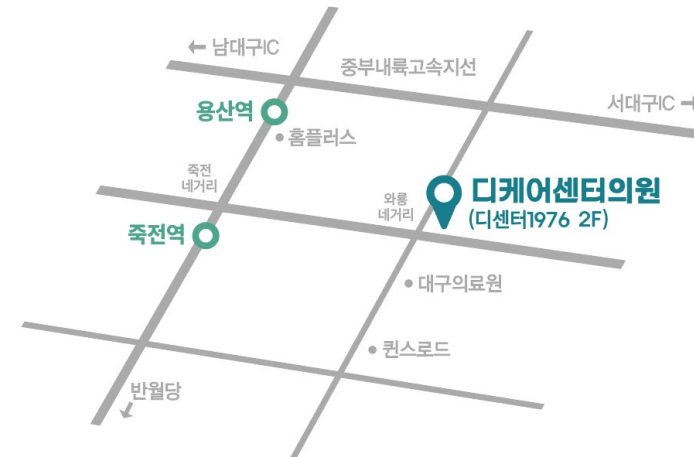 남대구IC
중부내륙고속지선
서대구IC
용산역
홈플러스
죽전
네거리
와룡
네거리
디케어센터의원
(디센터1976 2F)
죽전역
대구의료원
퀸스로드
반월당